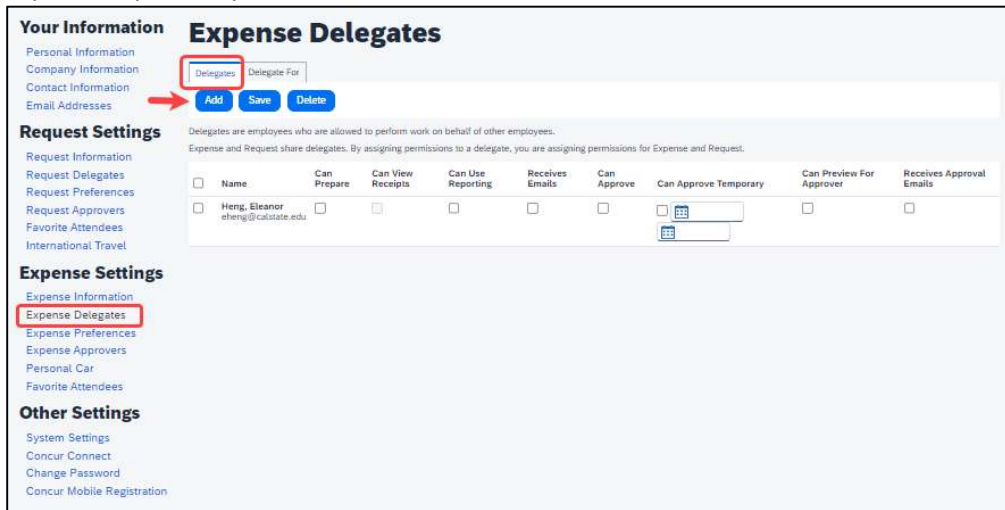 Your Information
Personal Information
Company Information
Contact Information
Email Addresses
Request Settings
Request Information
Request Delegates
Request Preferences
Request Approvers
Favorite Attendees
International Travel
Expense Settings
Expense Information
Expense Delegates
Expense Preferences
Expense Approvers
Personal Car
Favorite Attendees
Other Settings
System Settings
Concur Connect
Change Password
Concur Mobile Registration
Expense Delegates
Delegates Delegate For
Add Save Delete
Delegates are employees who are allowed to perform work on behalf of other employees.
Expense and Request share delegates. By assigning permissions to a delegate, you are assigning permissions for Expense and Request.
Name Can Prepare Can View Receipts Can Use Reporting Receives Emails Can Approve Can Approve Temporary Can Preview For Approver Receives Approval Emails
Heng, Eleanor
eheng@calstate.edu